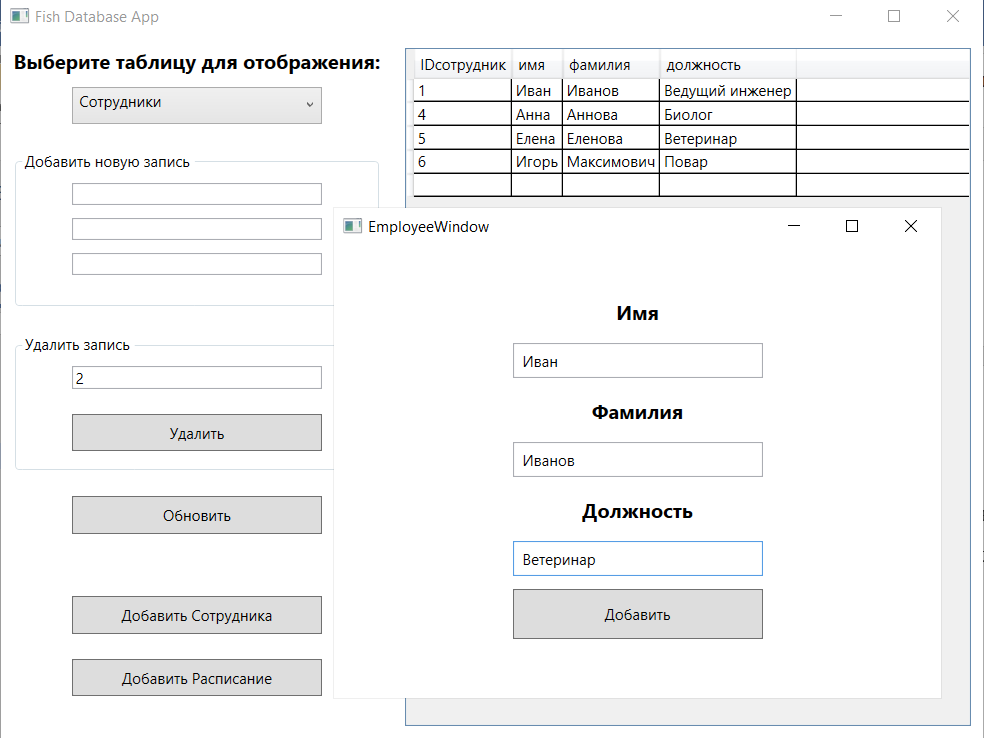 Fish Database App
Выберите таблицу для отображения:
Сотрудники
Добавить новую запись
Удалить запись
2
Удалить
Обновить
Добавить Сотрудника
Добавить Расписание
IDсотрудник имя фамилия должность
1 Иван Иванов Ведущий инженер
4 Анна Аннова Биолог
5 Елена Еленова Ветеринар
6 Игорь Максимович Повар
EmployeeWindow
Имя
Иван
Фамилия
Иванов
Должность
Ветеринар
Добавить